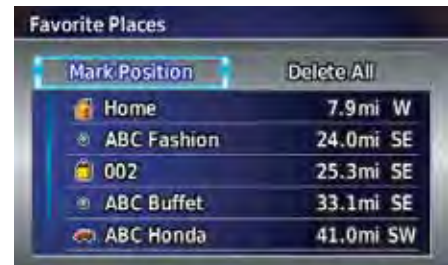 Favorite Places
Mark Position Delete All
Home 7.9mi W
ABC Fashion 24.0mi SE
002 25.3mi SE
ABC Buffet 33.1mi SE
ABC Honda 41.0mi SW